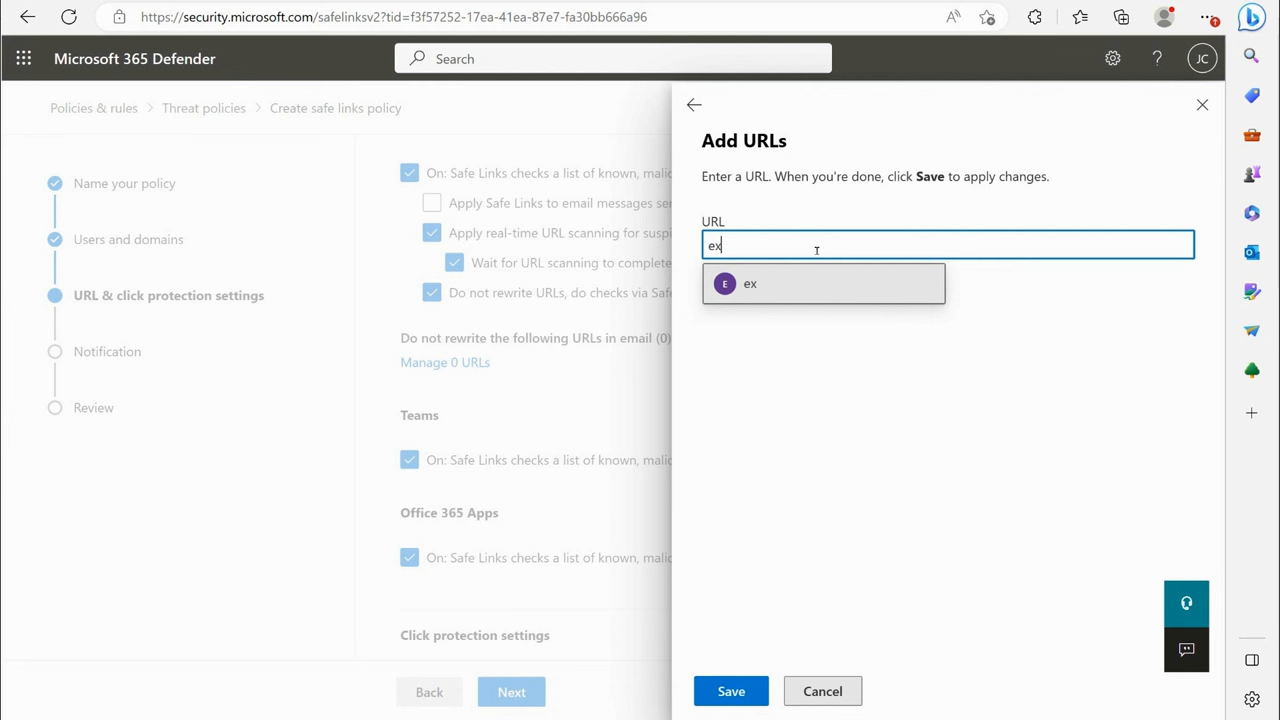 https://security.microsoft.com/safelinksv2?tid=f3f57252-17ea-41ea-87e7-fa30bb666a96
Microsoft 365 Defender
Search
JC
Policies & rules > Threat policies > Create safe links policy
Name your policy
Users and domains
URL & click protection settings
Notification
Review
On: Safe Links checks a list of known, malic
Apply Safe Links to email messages sen
Apply real-time URL scanning for suspi
Wait for URL scanning to complete
Do not rewrite URLs, do checks via Safe
Do not rewrite the following URLs in email (0)
Manage 0 URLs
Teams
On: Safe Links checks a list of known, malic
Office 365 Apps
On: Safe Links checks a list of known, malic
Click protection settings
Back
Next
Add URLs
Enter a URL. When you're done, click Save to apply changes.
URL
ex
E ex
Save
Cancel